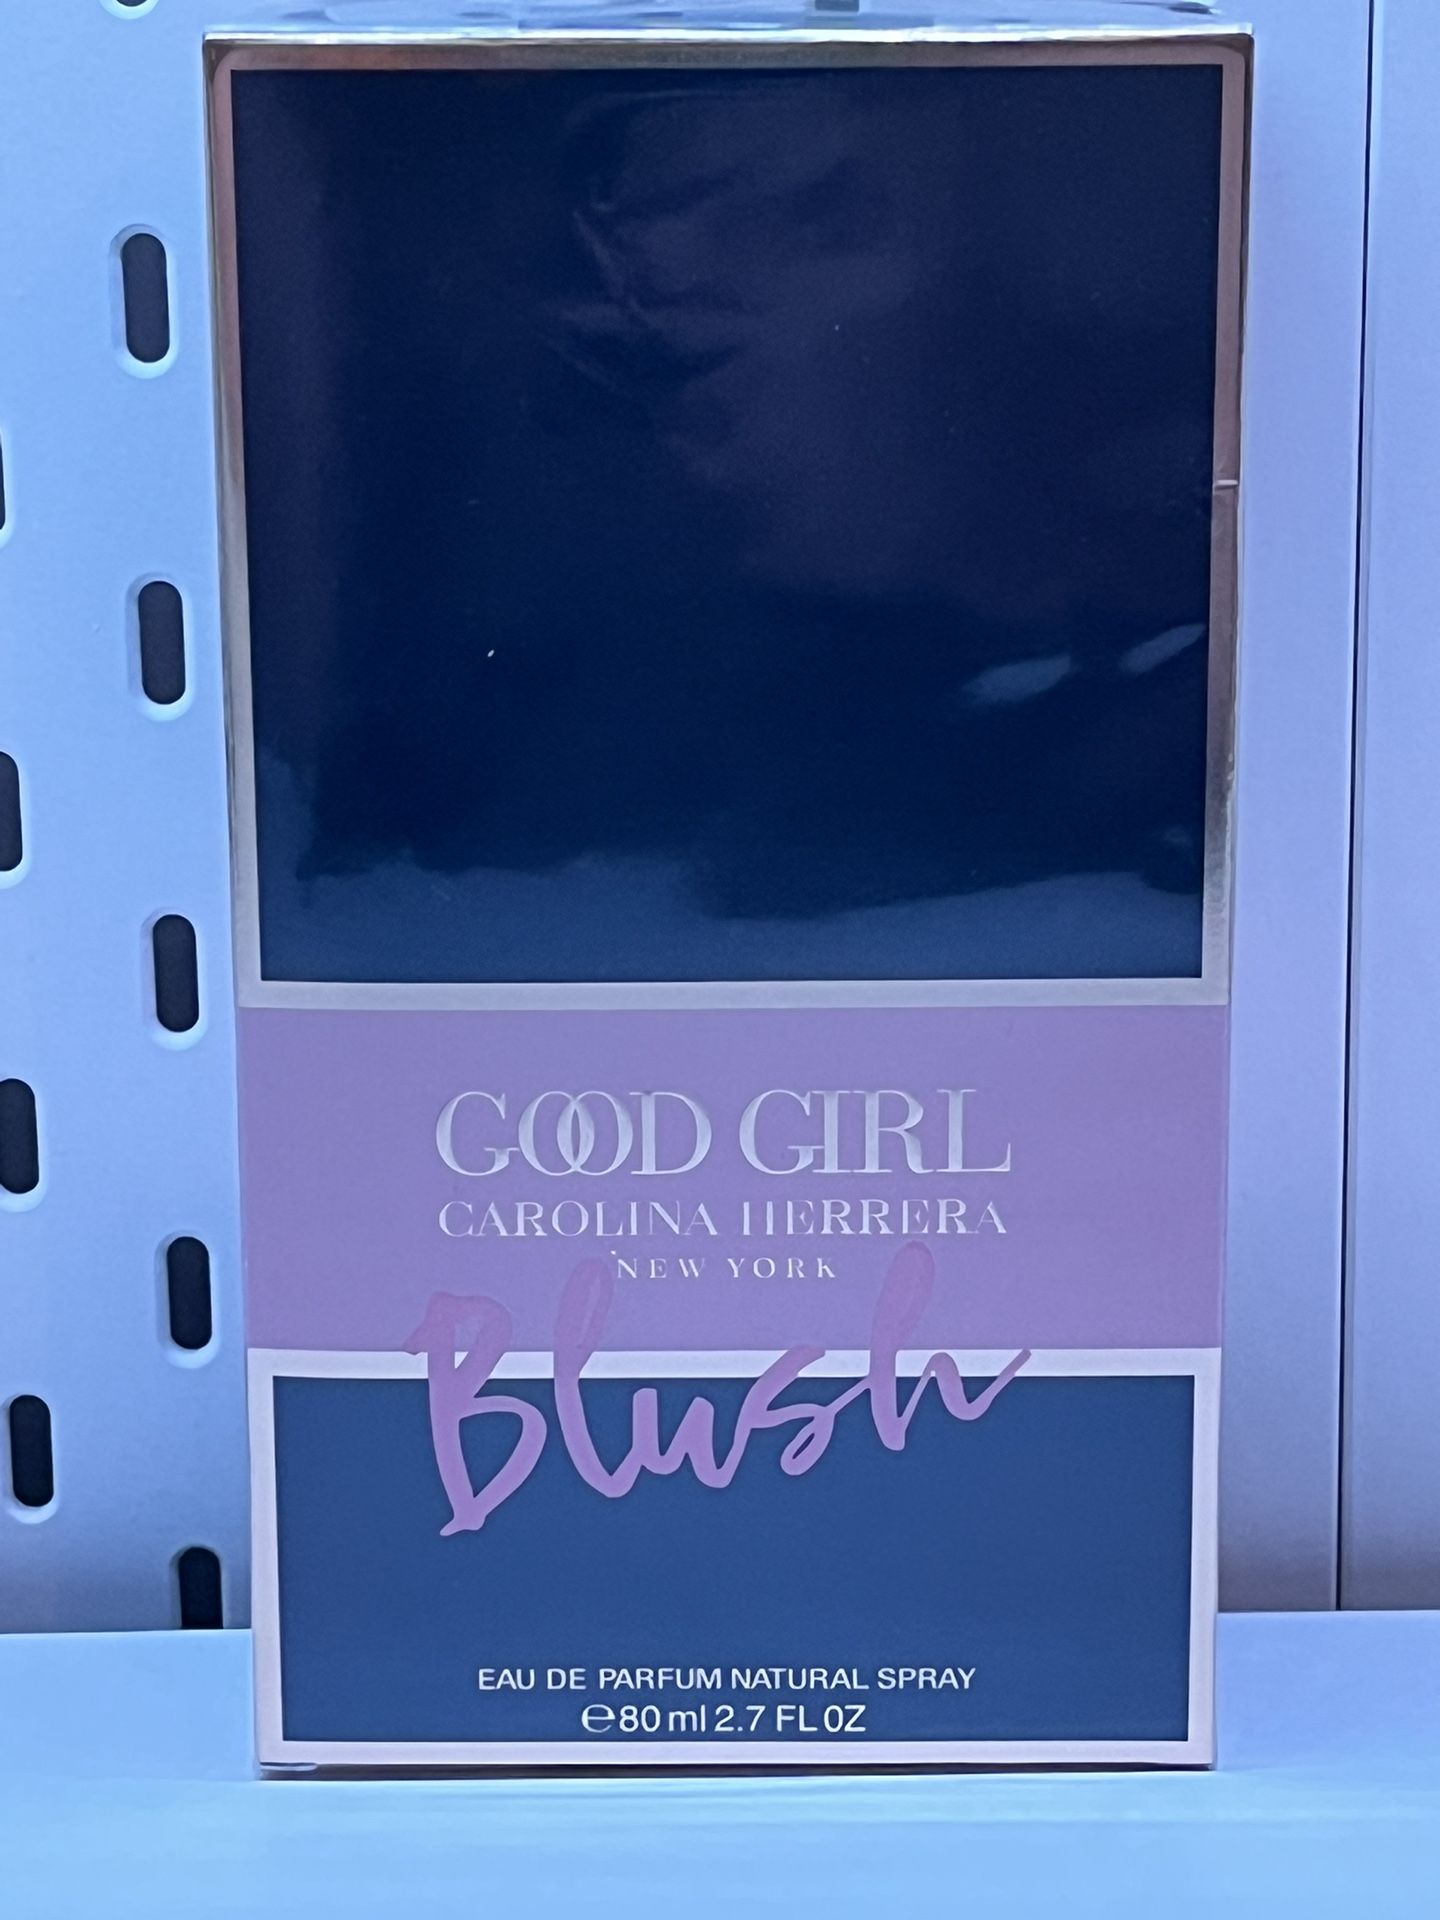 GOOD GIRL
CAROLINA HERRERA
NEW YORK
Blush
EAU DE PARFUM NATURAL SPRAY
℮80 ml 2.7 FL OZ